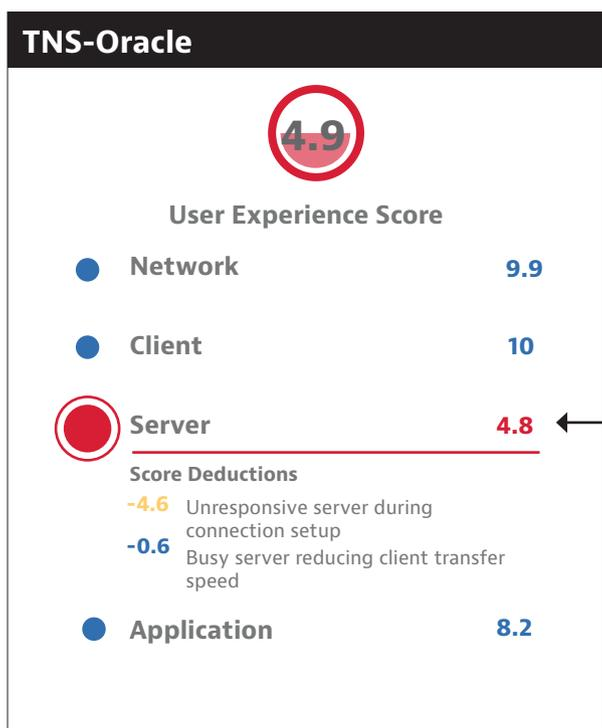 TNS-Oracle
4.9
User Experience Score
Network 9.9
Client 10
Server 4.8
Score Deductions
-4.6 Unresponsive server during
connection setup
-0.6 Busy server reducing client transfer
speed
Application 8.2